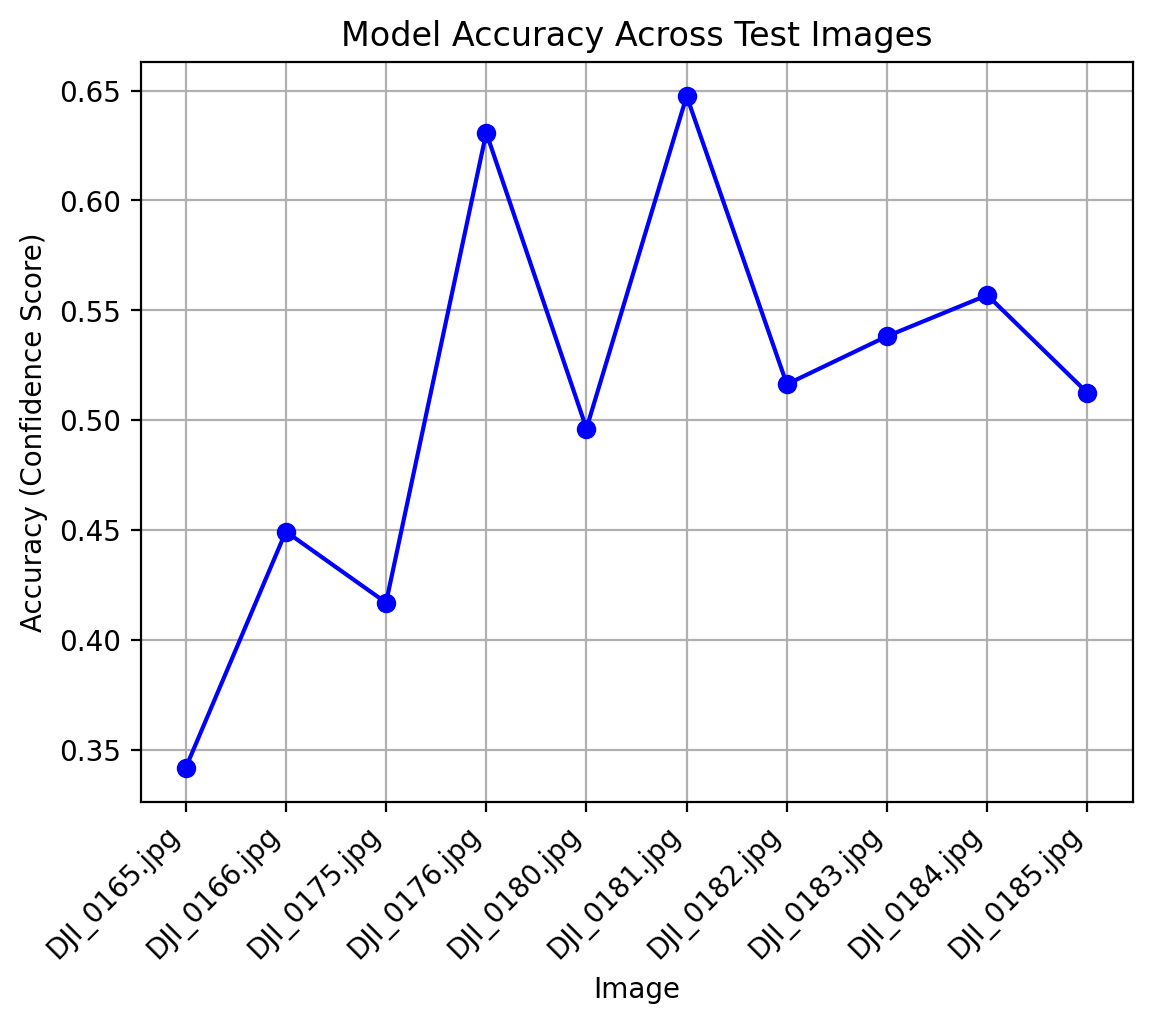 Model Accuracy Across Test Images
Accuracy (Confidence Score)
0.65
0.60
0.55
0.50
0.45
0.40
0.35
DJI_0165.jpg
DJI_0166.jpg
DJI_0175.jpg
DJI_0176.jpg
DJI_0180.jpg
DJI_0181.jpg
DJI_0182.jpg
DJI_0183.jpg
DJI_0184.jpg
DJI_0185.jpg
Image